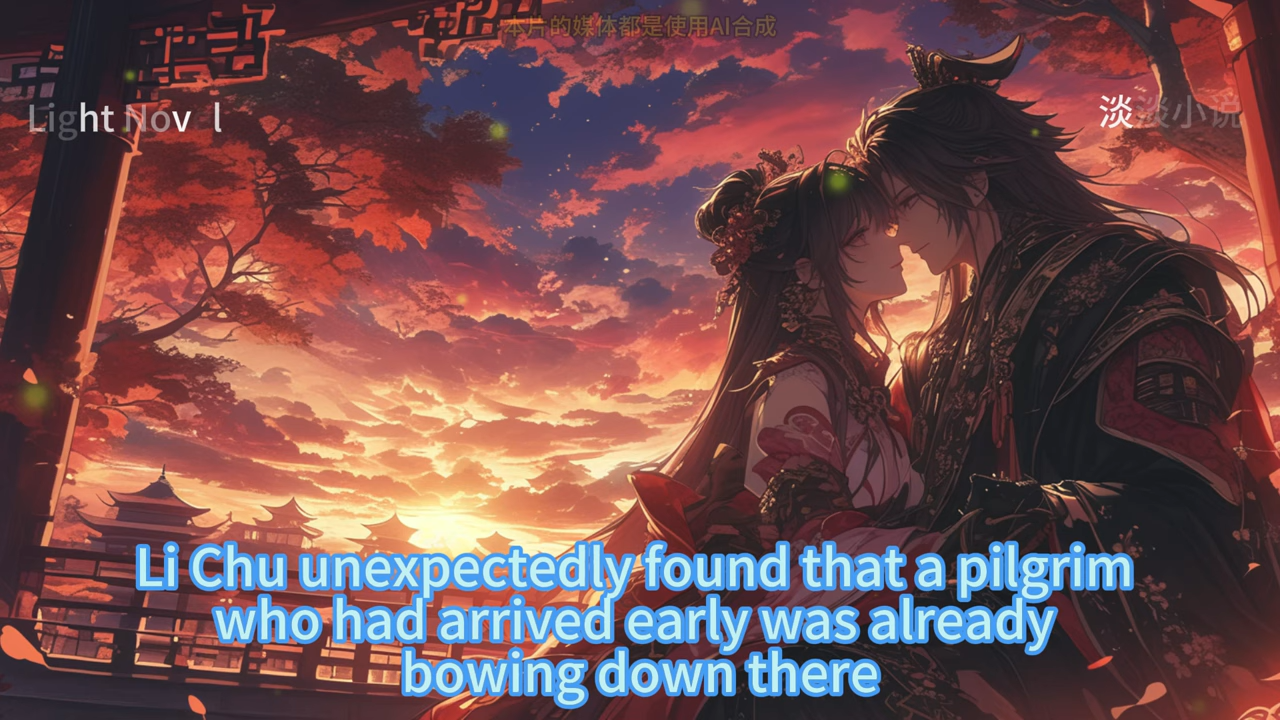 本片的媒体都是使用AI合成
Light Nov l
淡淡小说
Li Chu unexpectedly found that a pilgrim
who had arrived early was already
bowing down there